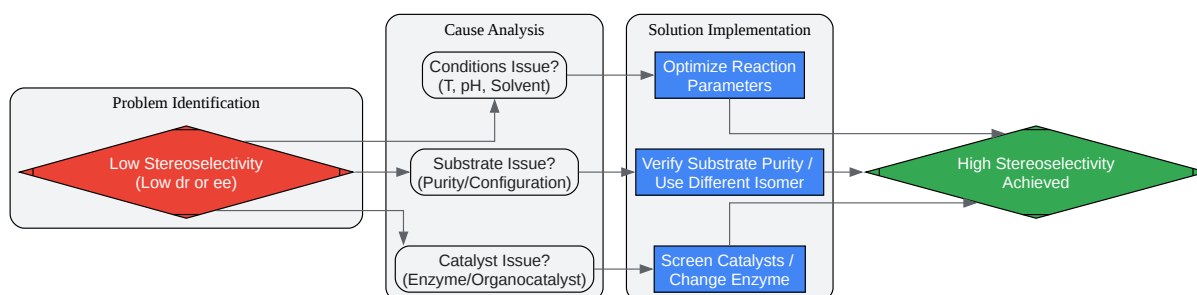 Cause Analysis
Solution Implementation
Conditions Issue?
(T, pH, Solvent)
Optimize Reaction
Parameters
Problem Identification
Low Stereoselectivity
(Low dr or ee)
Substrate Issue?
(Purity/Configuration)
Verify Substrate Purity /
Use Different Isomer
High Stereoselectivity
Achieved
Catalyst Issue?
(Enzyme/Organocatalyst)
Screen Catalysts /
Change Enzyme